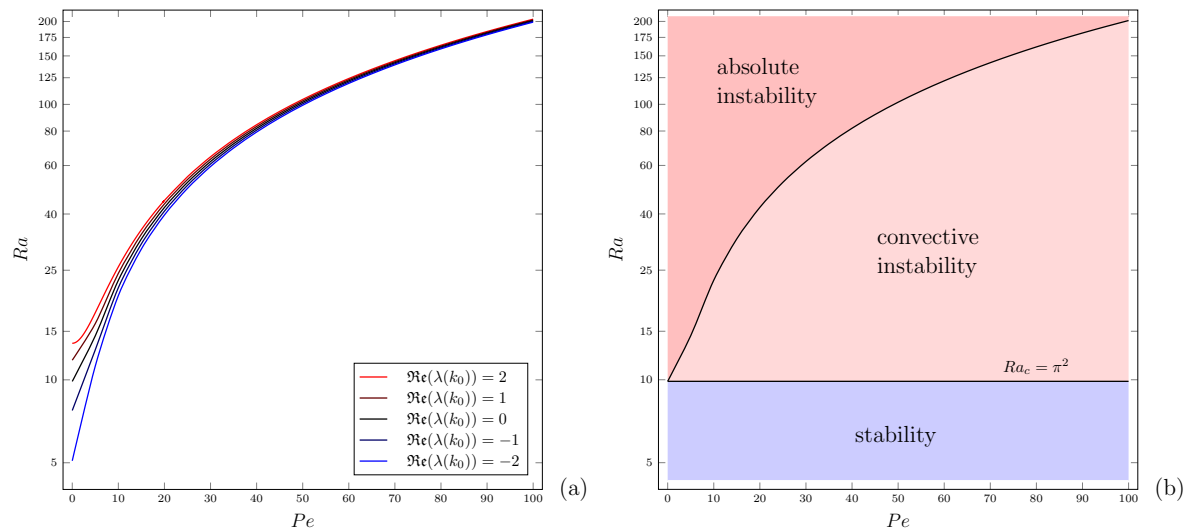 200
175
150
125
100
80
60
40
25
15
10
5
Ra
0 10 20 30 40 50 60 70 80 90 100
Pe
ℜ𝔢(λ(k₀)) = 2
ℜ𝔢(λ(k₀)) = 1
ℜ𝔢(λ(k₀)) = 0
ℜ𝔢(λ(k₀)) = −1
ℜ𝔢(λ(k₀)) = −2
(a)
200
175
150
125
100
80
60
40
25
15
10
5
Ra
0 10 20 30 40 50 60 70 80 90 100
Pe
absolute
instability
convective
instability
Ra_c = π²
stability
(b)